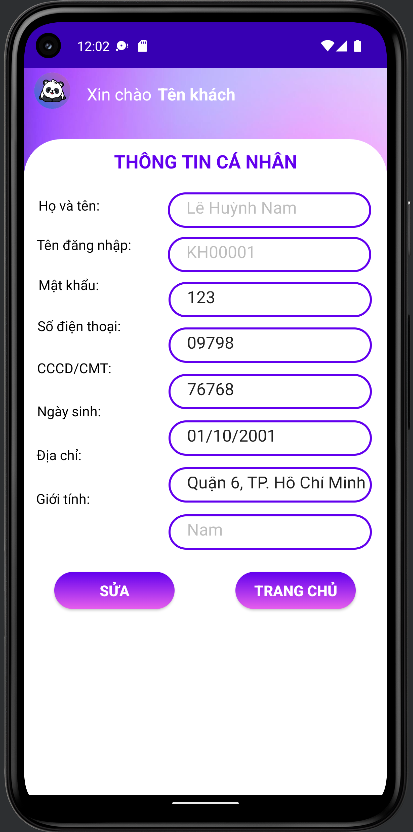 12:02
Xin chào Tên khách
THÔNG TIN CÁ NHÂN
Họ và tên: Lê Huỳnh Nam
Tên đăng nhập: KH00001
Mật khẩu: 123
Số điện thoại: 09798
CCCD/CMT: 76768
Ngày sinh: 01/10/2001
Địa chỉ: Quận 6, TP. Hồ Chí Minh
Giới tính: Nam
SỬA TRANG CHỦ